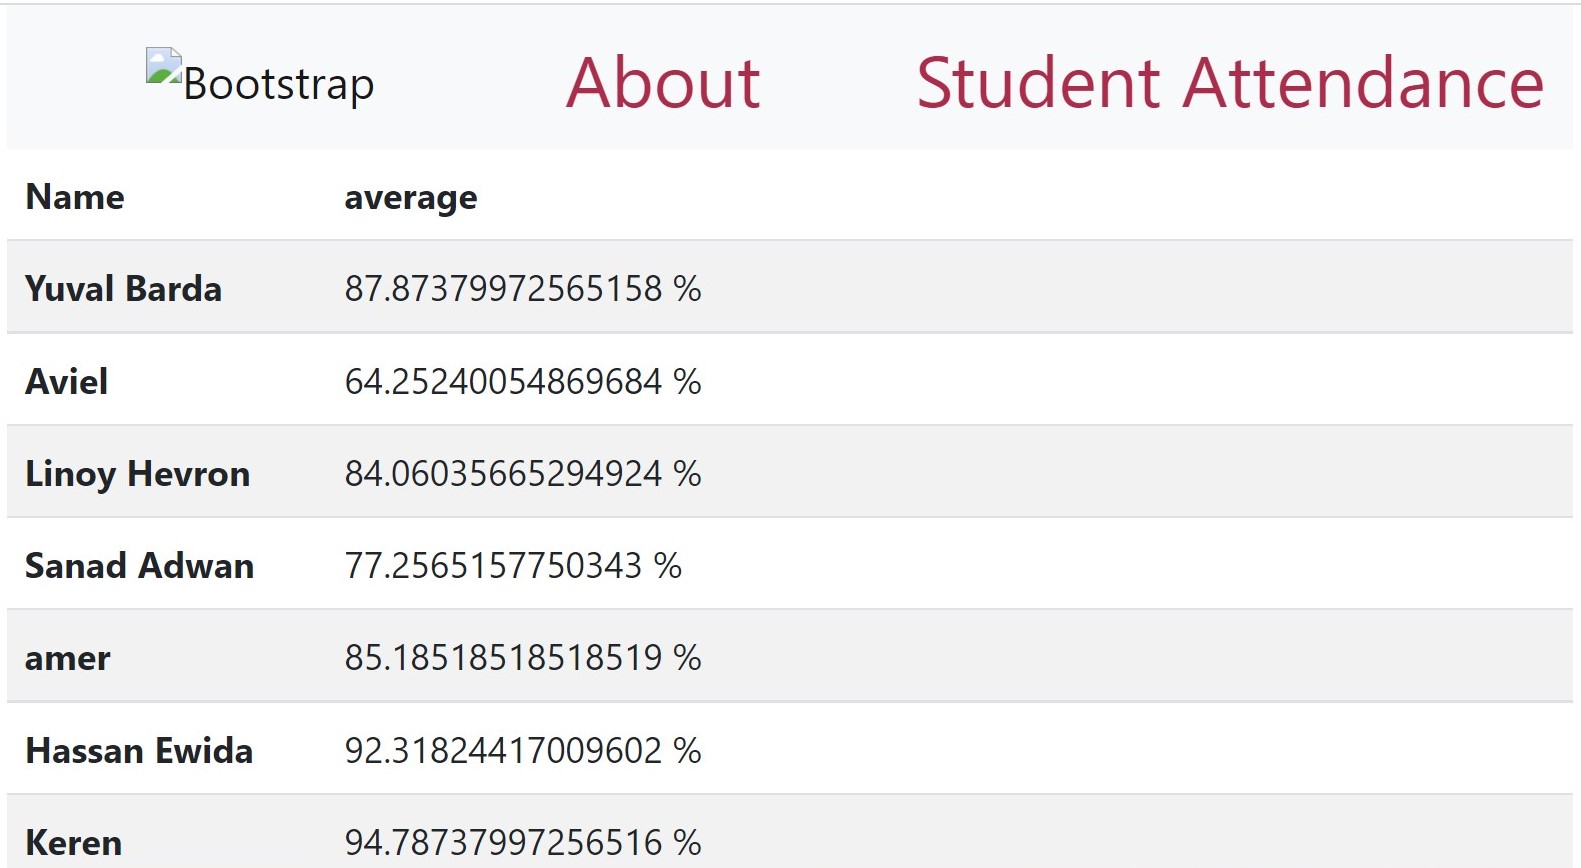 Bootstrap About Student Attendance
Name average
Yuval Barda 87.87379972565158 %
Aviel 64.25240054869684 %
Linoy Hevron 84.06035665294924 %
Sanad Adwan 77.2565157750343 %
amer 85.18518518518519 %
Hassan Ewida 92.31824417009602 %
Keren 94.78737997256516 %